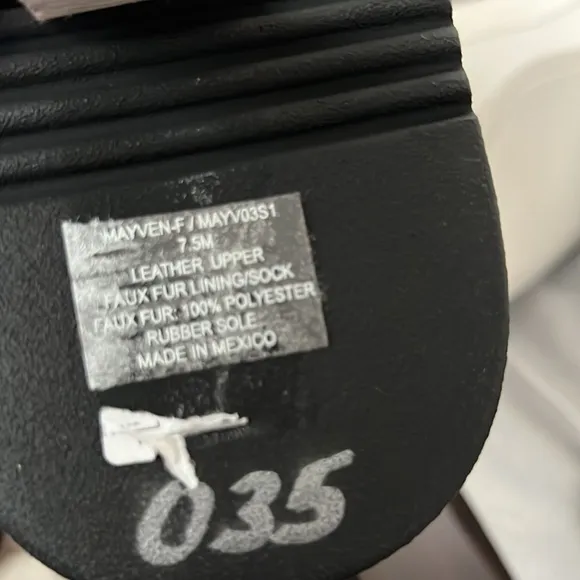 MAYVEN-F / MAYV03S1
7.5M
LEATHER UPPER
FAUX FUR LINING/SOCK
FAUX FUR: 100% POLYESTER
RUBBER SOLE
MADE IN MEXICO
035